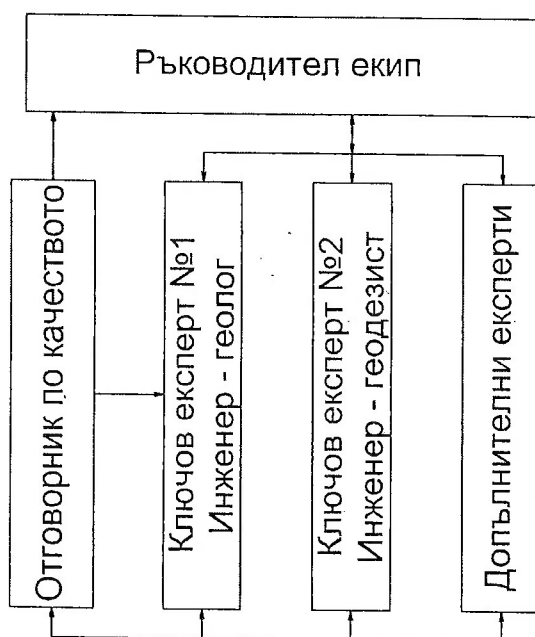 Ръководител екип
Отговорник по качеството
Ключов експерт №1
Инженер - геолог
Ключов експерт №2
Инженер - геодезист
Допълнителни експерти